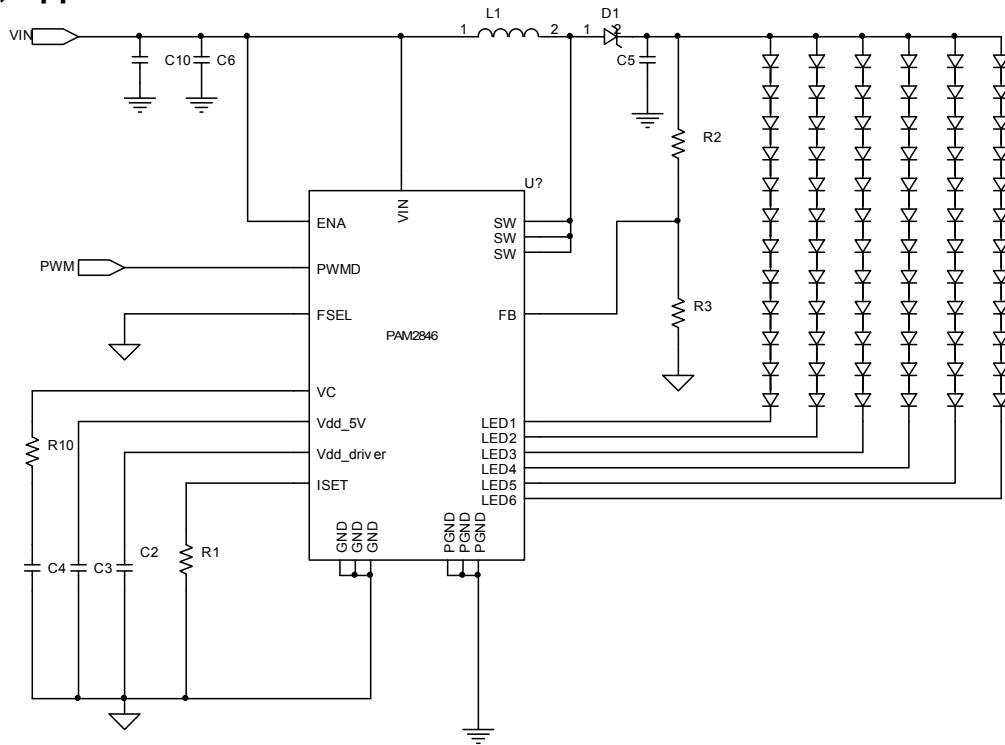 L1
D1
VIN
1
2
1
2
C10
C6
C5
R2
U?
VIN
ENA
SW
SW
SW
PWM
PWMD
R3
FSEL
FB
PAM2846
VC
Vdd_5V
LED1
R10
LED2
Vdd_driver
LED3
LED4
ISET
LED5
LED6
GND
GND
GND
PGND
PGND
PGND
C2
R1
C4
C3